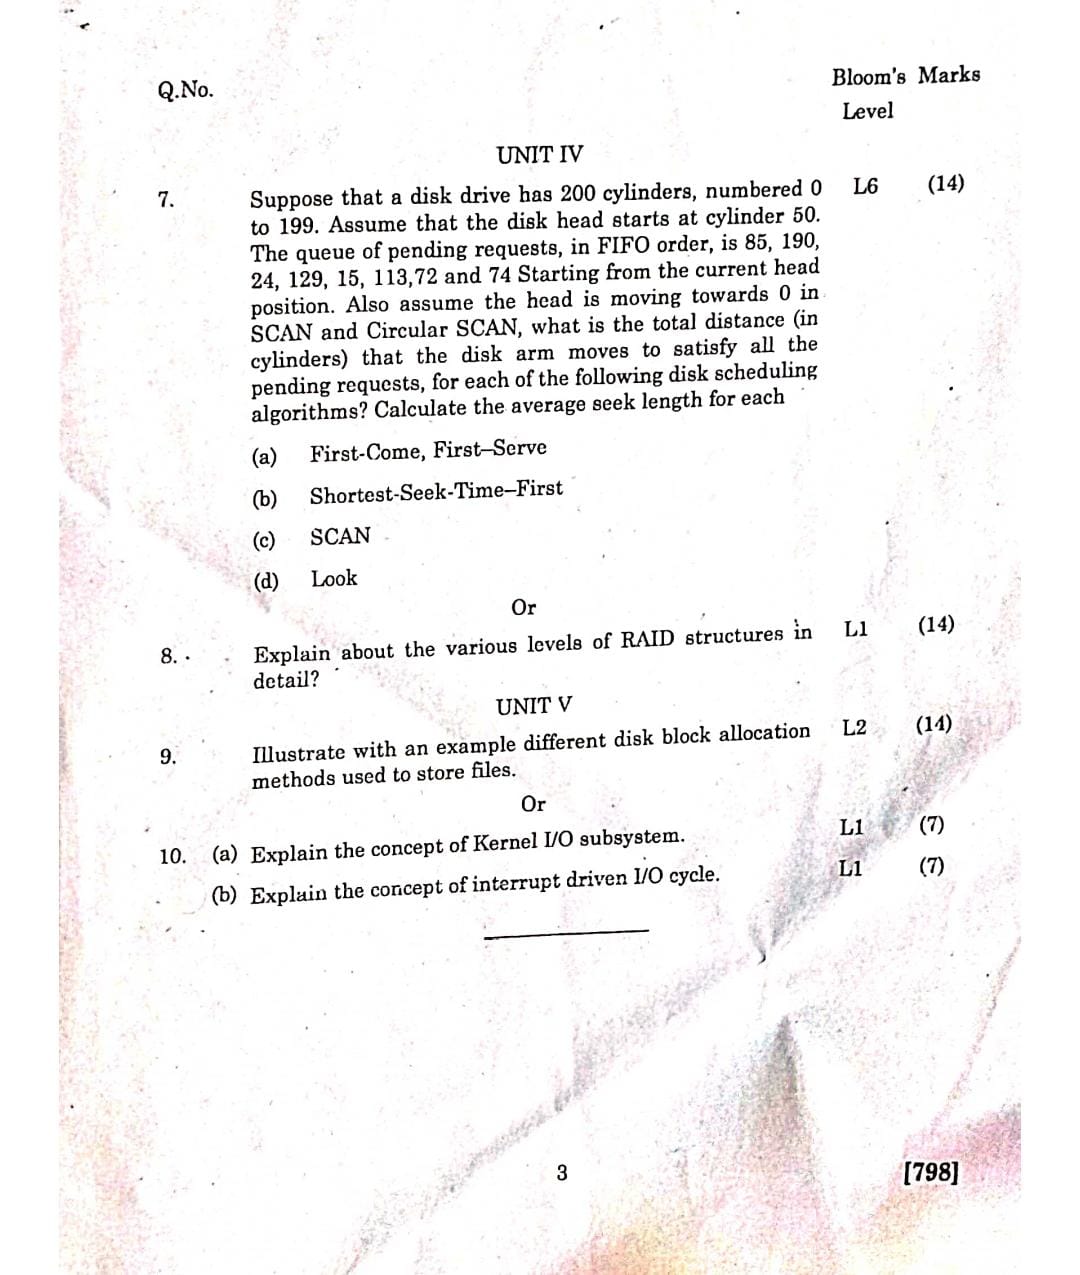 Q.No.
Bloom's Marks
Level
UNIT IV
7. Suppose that a disk drive has 200 cylinders, numbered 0 L6 (14)
to 199. Assume that the disk head starts at cylinder 50.
The queue of pending requests, in FIFO order, is 85, 190,
24, 129, 15, 113,72 and 74 Starting from the current head
position. Also assume the head is moving towards 0 in
SCAN and Circular SCAN, what is the total distance (in
cylinders) that the disk arm moves to satisfy all the
pending requests, for each of the following disk scheduling
algorithms? Calculate the average seek length for each
(a) First-Come, First–Serve
(b) Shortest-Seek-Time–First
(c) SCAN
(d) Look
Or
8. Explain about the various levels of RAID structures in L1 (14)
detail?
UNIT V
9. Illustrate with an example different disk block allocation L2 (14)
methods used to store files.
Or
10. (a) Explain the concept of Kernel I/O subsystem. L1 (7)
(b) Explain the concept of interrupt driven I/O cycle. L1 (7)
3
[798]